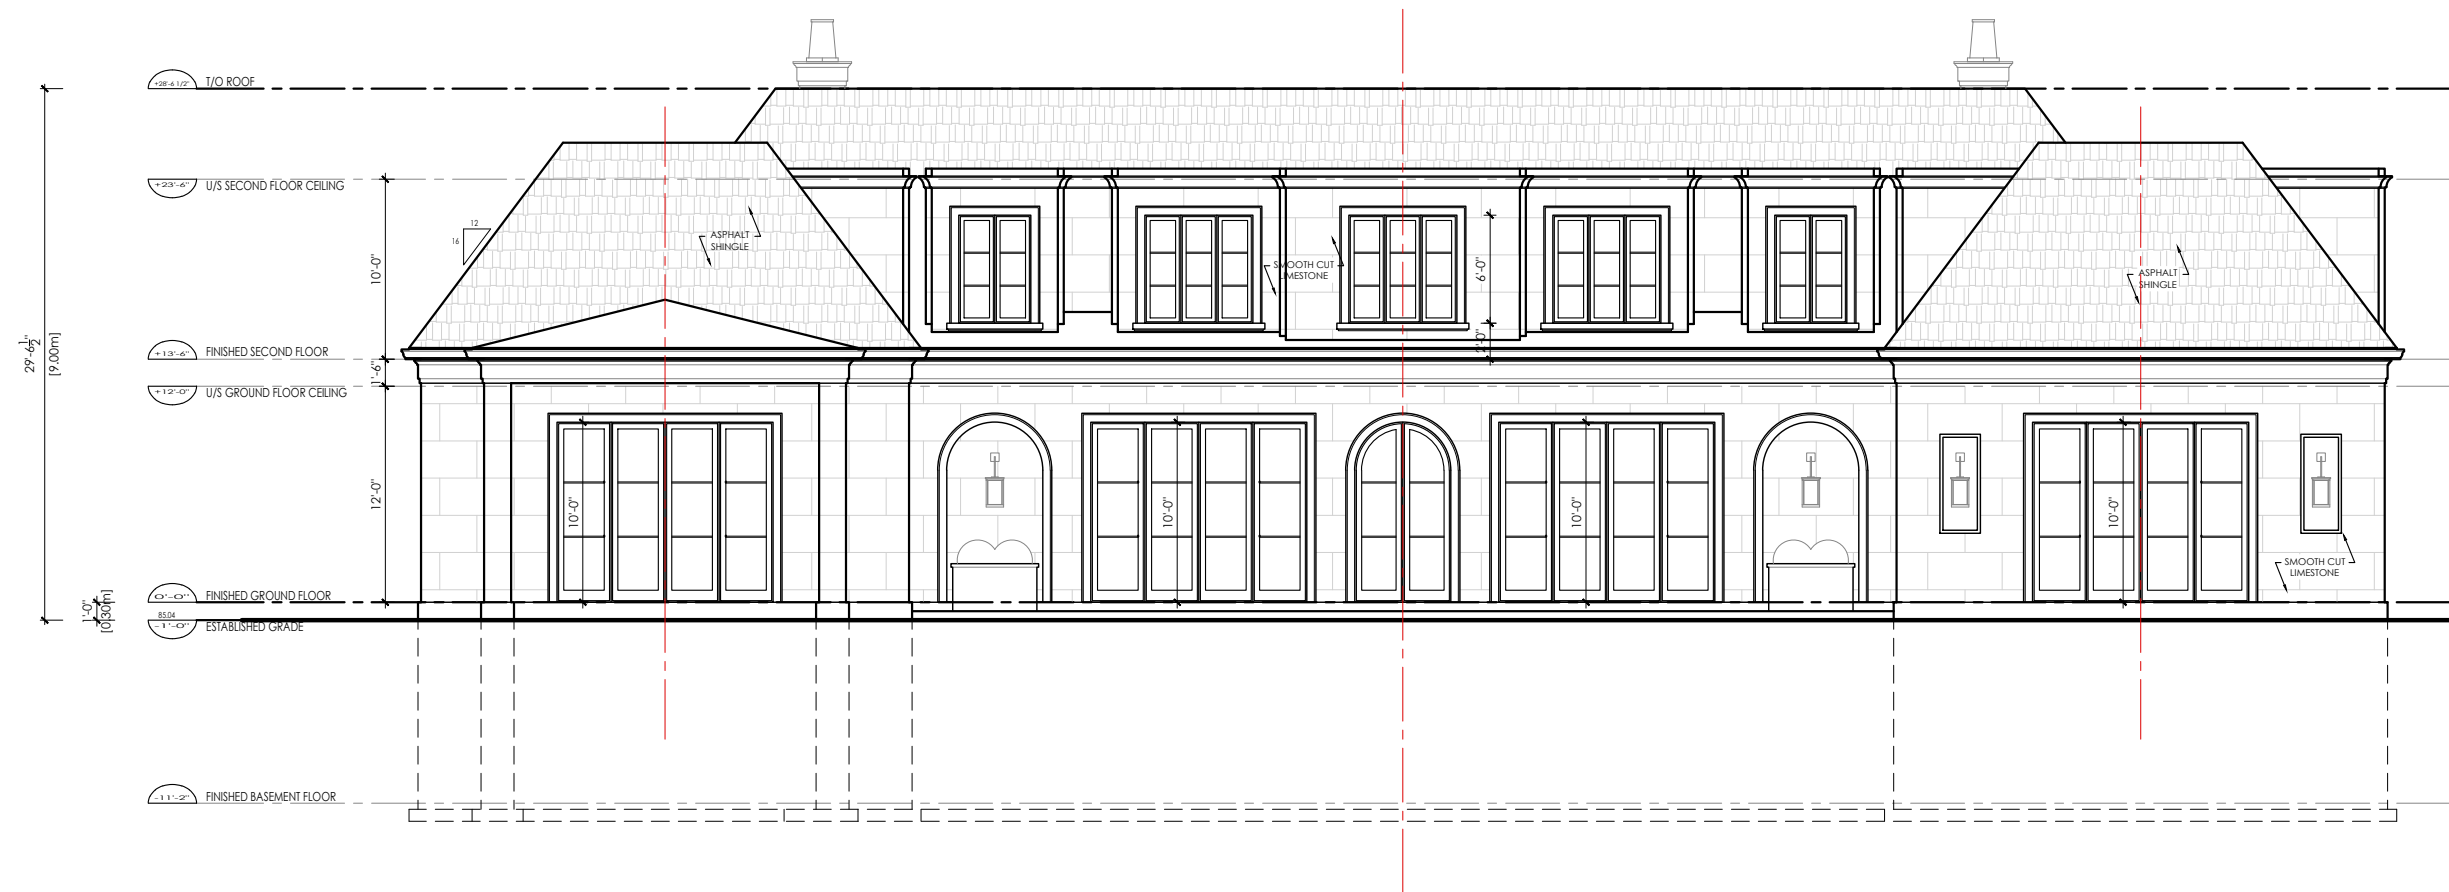 +28'-6 1/2" T/O ROOF
+23'-6" U/S SECOND FLOOR CEILING
12
16
ASPHALT
SHINGLE
10'-0"
SMOOTH CUT
LIMESTONE
6'-0"
2'-0"
ASPHALT
SHINGLE
29'-6 1/2"
[9.00m]
+13'-6" FINISHED SECOND FLOOR
1'-6"
+12'-0" U/S GROUND FLOOR CEILING
12'-0"
10'-0"
10'-0"
10'-0"
10'-0"
SMOOTH CUT
LIMESTONE
0'-0" FINISHED GROUND FLOOR
1'-0"
[0.30m]
85.04
-1'-0" ESTABLISHED GRADE
-11'-2" FINISHED BASEMENT FLOOR